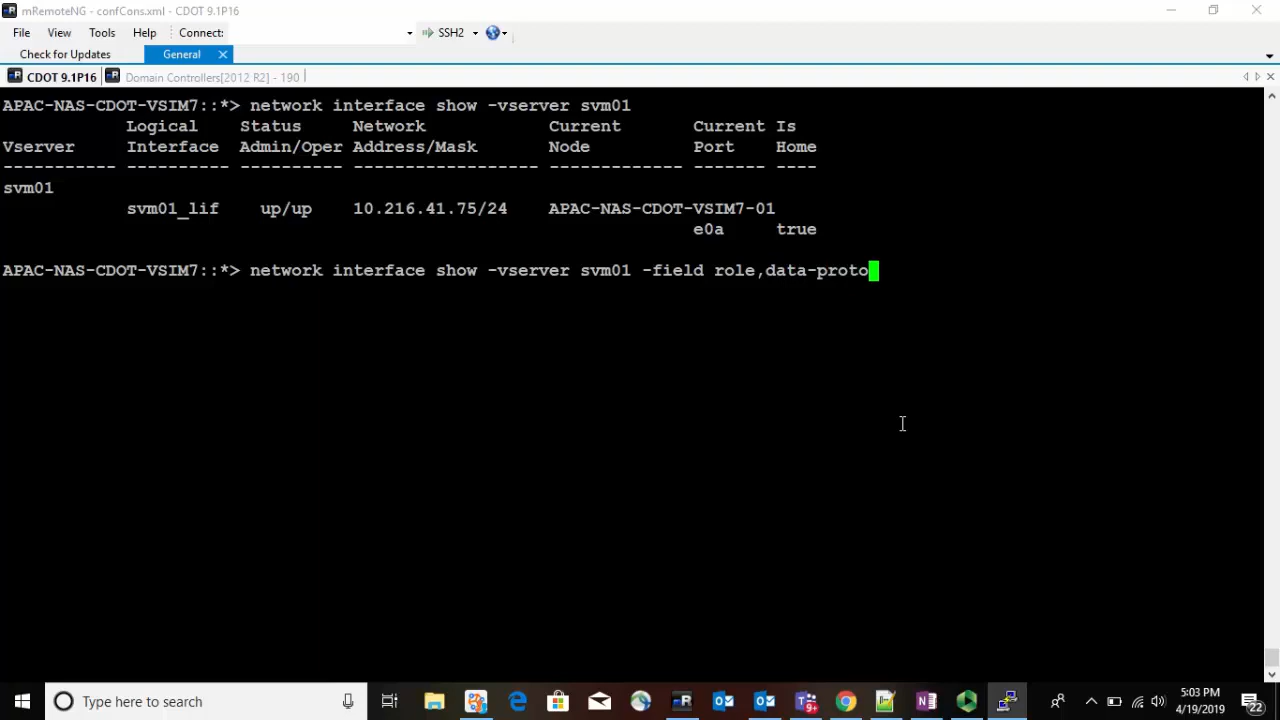 mRemoteNG - confCons.xml - CDOT 9.1P16
File View Tools Help Connect: SSH2
Check for Updates General
CDOT 9.1P16 Domain Controllers[2012 R2] - 190
APAC-NAS-CDOT-VSIM7::*> network interface show -vserver svm01
Logical Status Network Current Current Is
Vserver Interface Admin/Oper Address/Mask Node Port Home
----------- ---------- ---------- ------------------ ------------- ------- ----
svm01
svm01_lif up/up 10.216.41.75/24 APAC-NAS-CDOT-VSIM7-01
e0a true
APAC-NAS-CDOT-VSIM7::*> network interface show -vserver svm01 -field role,data-proto
Type here to search
9+
5:03 PM
4/19/2019
22